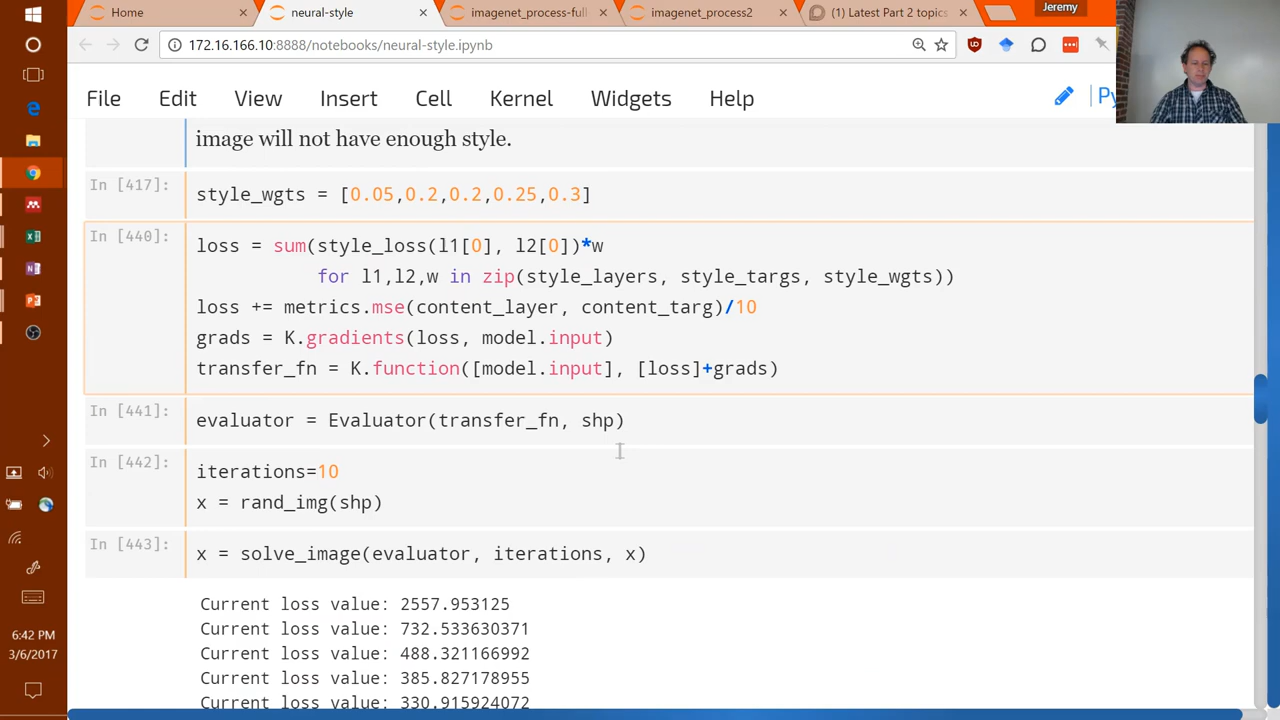 Home
neural-style
imagenet_process-full
imagenet_process2
(1) Latest Part 2 topics
Jeremy
172.16.166.10:8888/notebooks/neural-style.ipynb
File Edit View Insert Cell Kernel Widgets Help
Py
image will not have enough style.
In [417]:
style_wgts = [0.05,0.2,0.2,0.25,0.3]
In [440]:
loss = sum(style_loss(l1[0], l2[0])*w
for l1,l2,w in zip(style_layers, style_targs, style_wgts))
loss += metrics.mse(content_layer, content_targ)/10
grads = K.gradients(loss, model.input)
transfer_fn = K.function([model.input], [loss]+grads)
In [441]:
evaluator = Evaluator(transfer_fn, shp)
In [442]:
iterations=10
x = rand_img(shp)
In [443]:
x = solve_image(evaluator, iterations, x)
Current loss value: 2557.953125
Current loss value: 732.533630371
Current loss value: 488.321166992
Current loss value: 385.827178955
Current loss value: 330.915924072
6:42 PM
3/6/2017